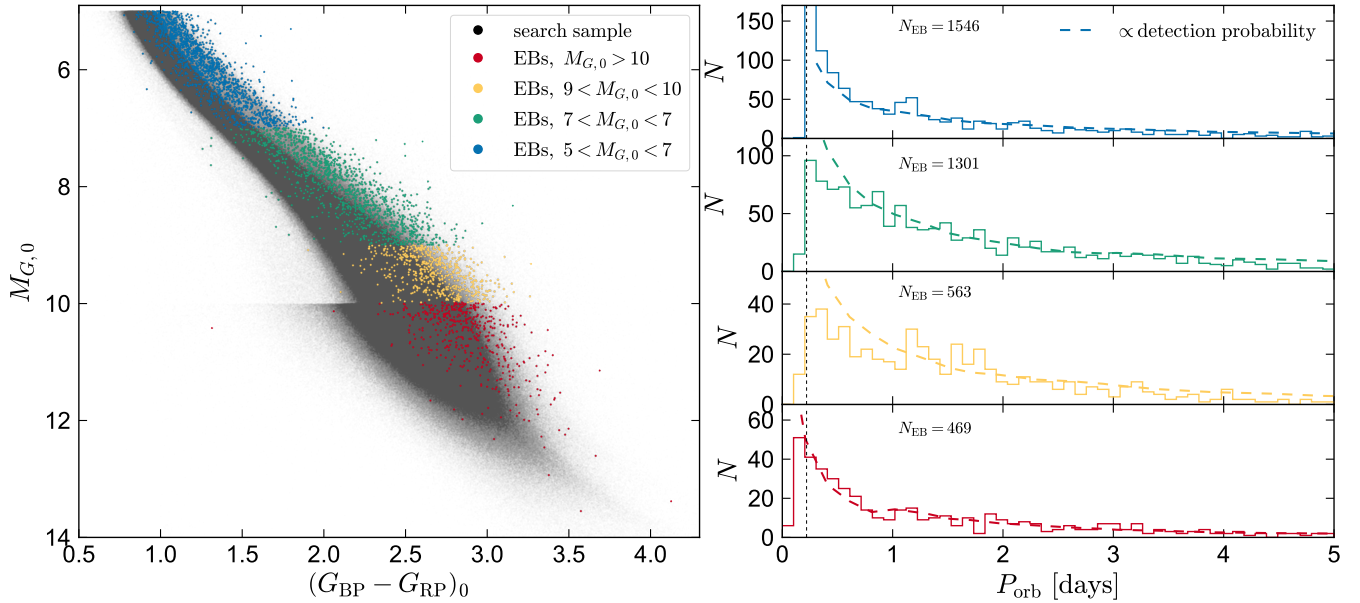 search sample
EBs, M_{G,0} > 10
EBs, 9 < M_{G,0} < 10
EBs, 7 < M_{G,0} < 7
EBs, 5 < M_{G,0} < 7
6
8
10
12
14
M_{G,0}
0.5 1.0 1.5 2.0 2.5 3.0 3.5 4.0
(G_BP − G_RP)_0
N_EB = 1546
∝ detection probability
150
100
50
0
N
N_EB = 1301
100
50
0
N
N_EB = 563
40
20
0
N
N_EB = 469
60
40
20
0
N
0 1 2 3 4 5
P_orb [days]